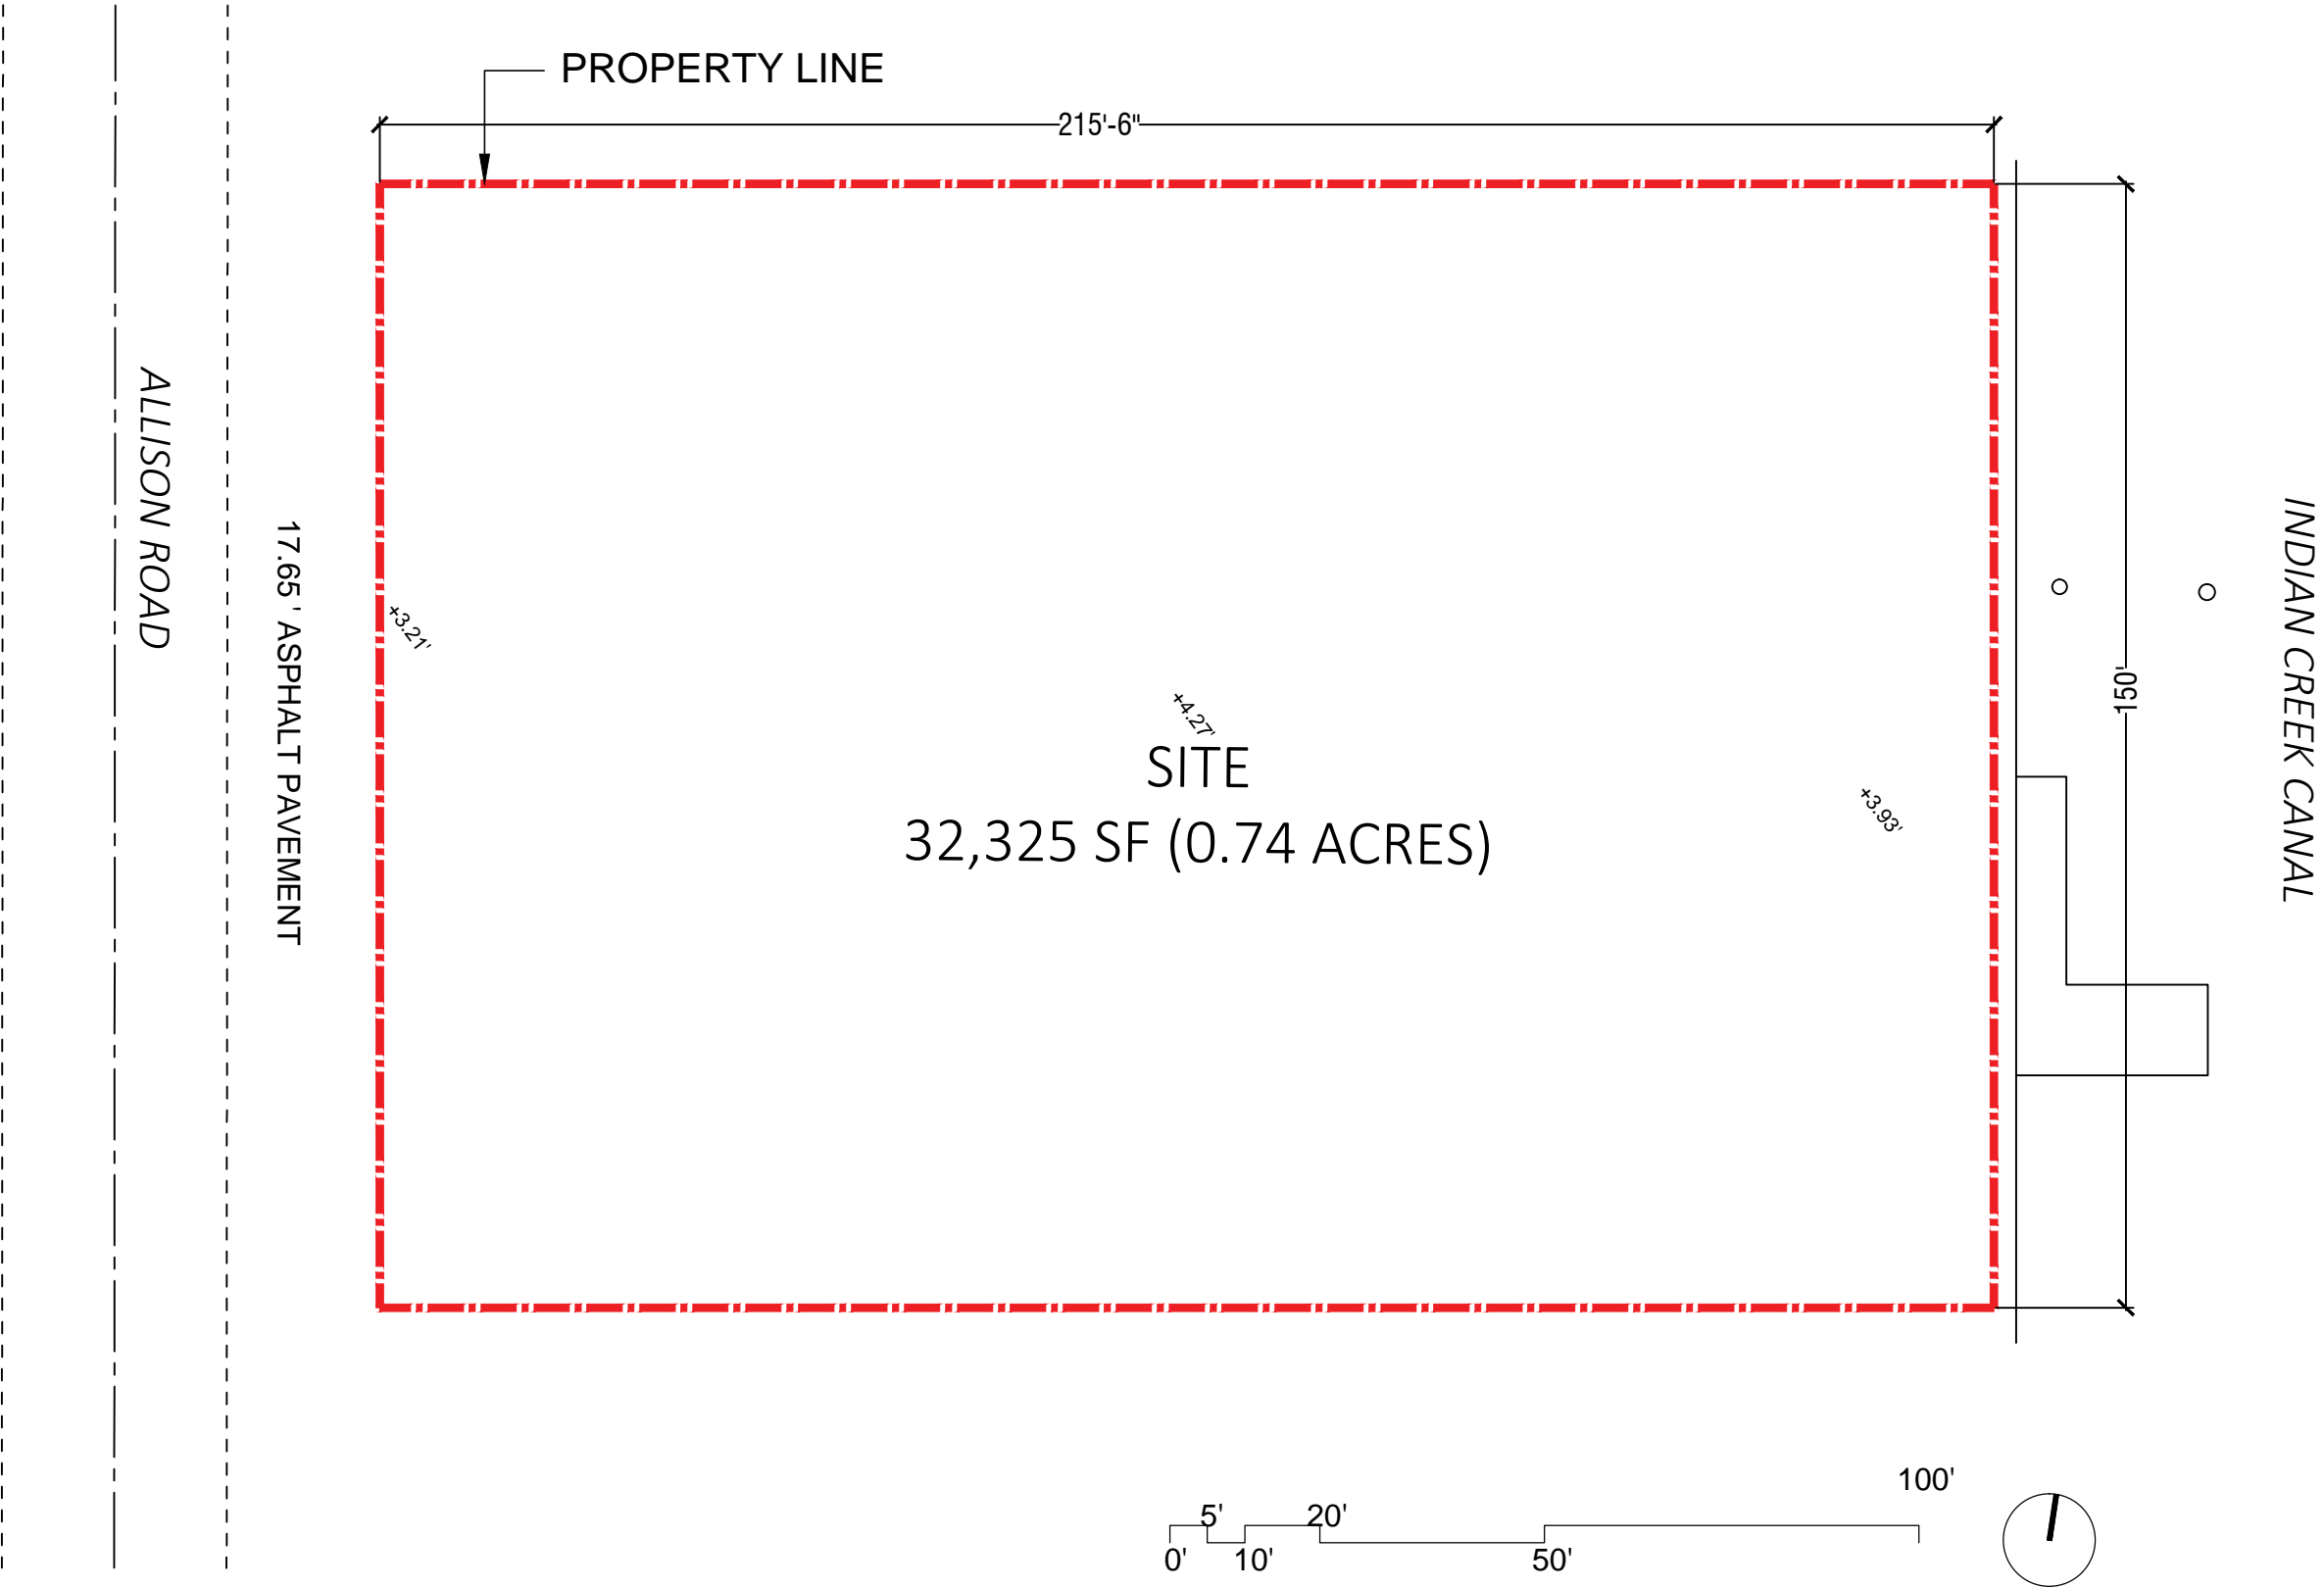 PROPERTY LINE
215'-6"
ALLISON ROAD
17.65 ' ASPHALT PAVEMENT
+3.21'
+4.27'
SITE
32,325 SF (0.74 ACRES)
+3.93'
150'
INDIAN CREEK CANAL
100'
5'
20'
0'
10'
50'